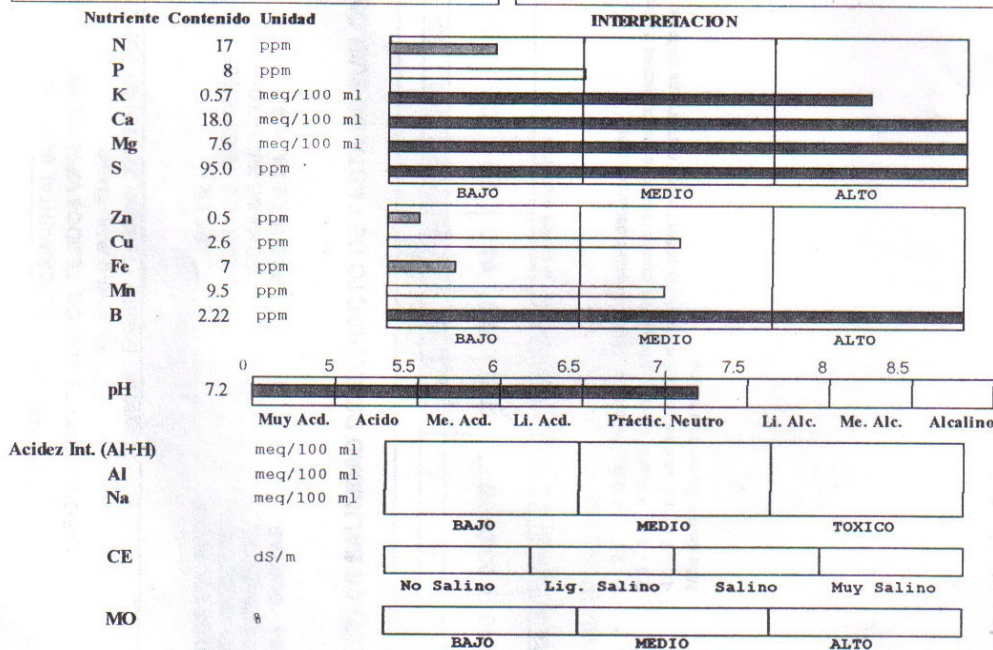 Nutriente Contenido Unidad INTERPRETACION
N 17 ppm
P 8 ppm
K 0.57 meq/100 ml
Ca 18.0 meq/100 ml
Mg 7.6 meq/100 ml
S 95.0 ppm
BAJO MEDIO ALTO
Zn 0.5 ppm
Cu 2.6 ppm
Fe 7 ppm
Mn 9.5 ppm
B 2.22 ppm
BAJO MEDIO ALTO
0 5 5.5 6 6.5 7 7.5 8 8.5
pH 7.2
Muy Acd. Acido Me. Acd. Li. Acd. Práctic. Neutro Li. Alc. Me. Alc. Alcalino
Acidez Int. (Al+H) meq/100 ml
Al meq/100 ml
Na meq/100 ml
BAJO MEDIO TOXICO
CE dS/m
No Salino Lig. Salino Salino Muy Salino
MO %
BAJO MEDIO ALTO